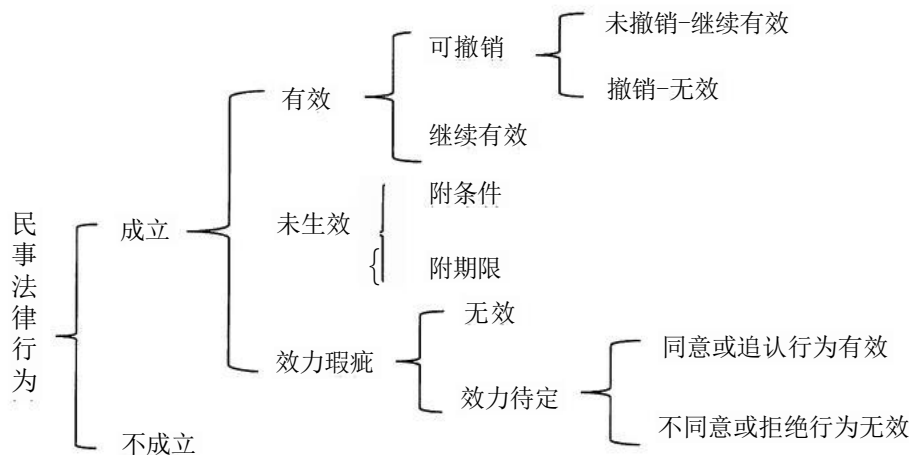 民事法律行为
成立
有效
可撤销
未撤销-继续有效
撤销-无效
继续有效
未生效
附条件
附期限
效力瑕疵
无效
效力待定
同意或追认行为有效
不同意或拒绝行为无效
不成立